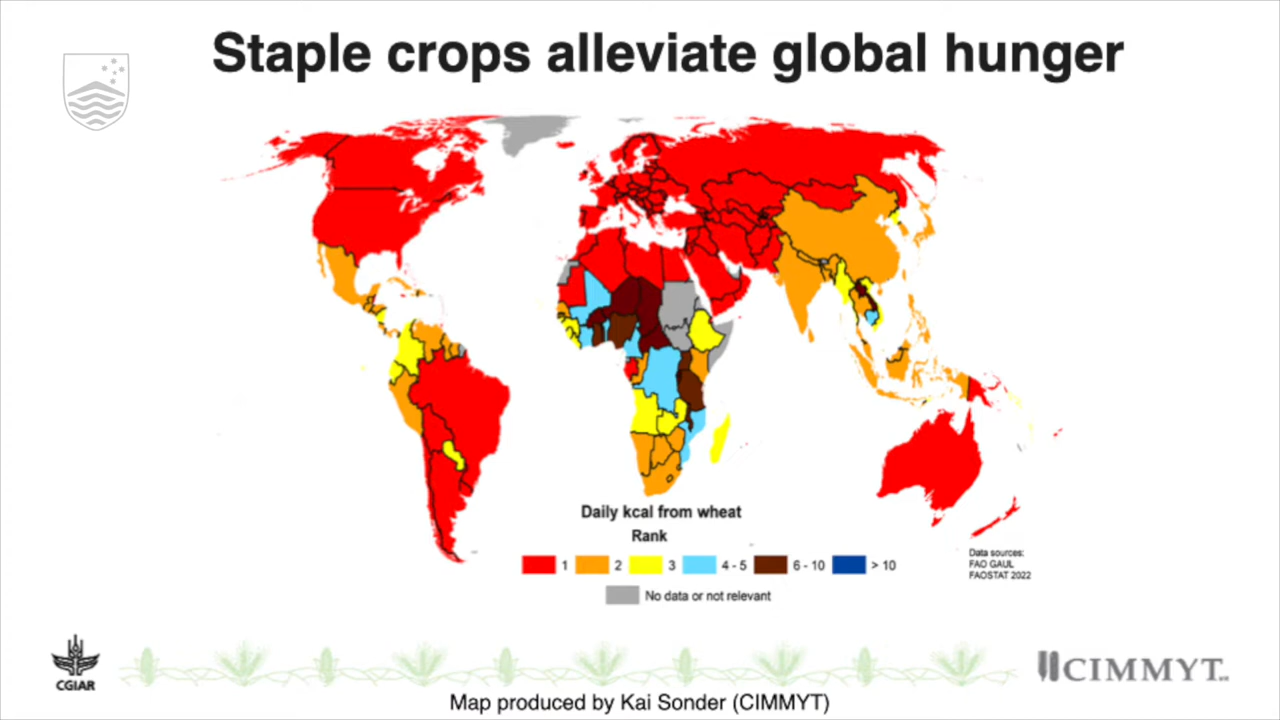 Staple crops alleviate global hunger
Daily kcal from wheat
Rank
1 2 3 4 - 5 6 - 10 > 10
No data or not relevant
Data sources:
FAO GAUL
FAOSTAT 2022
CGIAR
CIMMYT
Map produced by Kai Sonder (CIMMYT)